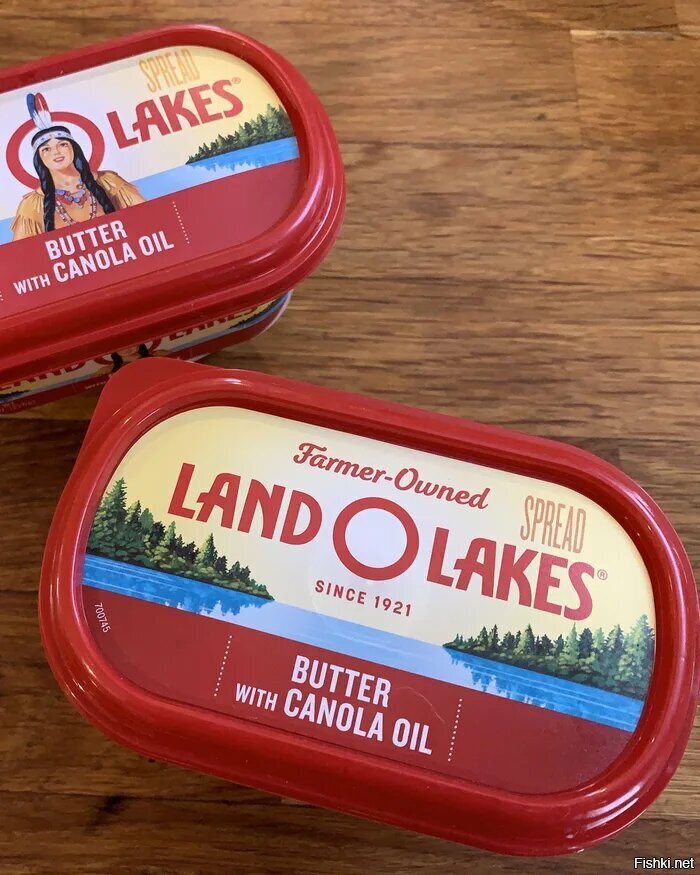 SPREAD
LAKES®
BUTTER
WITH CANOLA OIL
Farmer-Owned
LAND O LAKES®
SPREAD
SINCE 1921
700745
BUTTER
WITH CANOLA OIL
Fishki.net